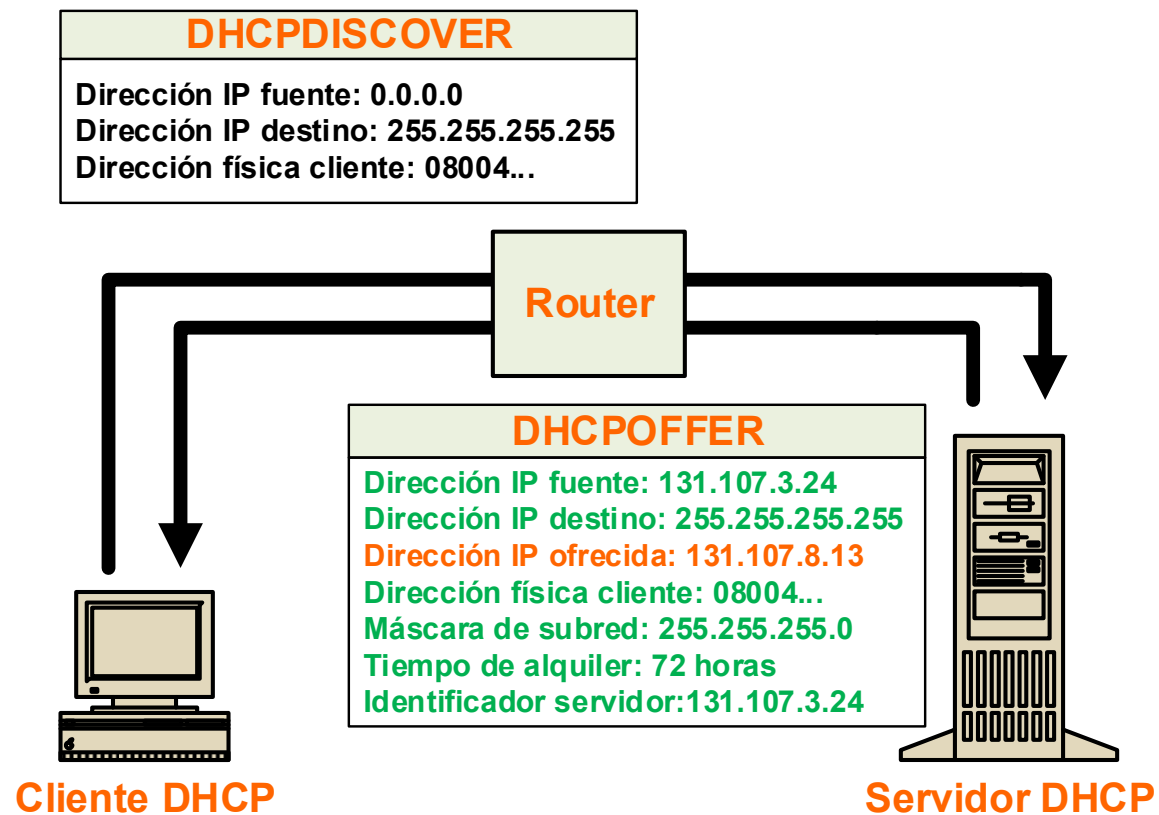 DHCPDISCOVER
Dirección IP fuente: 0.0.0.0
Dirección IP destino: 255.255.255.255
Dirección física cliente: 08004...
Router
DHCPOFFER
Dirección IP fuente: 131.107.3.24
Dirección IP destino: 255.255.255.255
Dirección IP ofrecida: 131.107.8.13
Dirección física cliente: 08004...
Máscara de subred: 255.255.255.0
Tiempo de alquiler: 72 horas
Identificador servidor:131.107.3.24
Cliente DHCP
Servidor DHCP